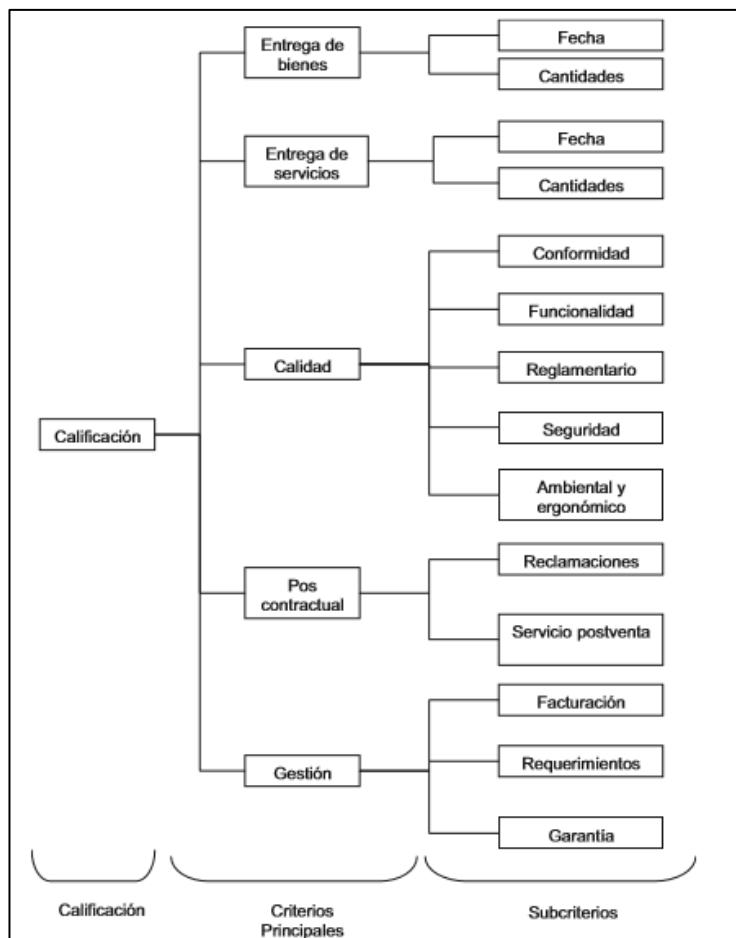 Entrega de
bienes
Fecha
Cantidades
Entrega de
servicios
Fecha
Cantidades
Calidad
Conformidad
Funcionalidad
Reglamentario
Seguridad
Ambiental y
ergonómico
Calificación
Pos
contractual
Reclamaciones
Servicio postventa
Gestión
Facturación
Requerimientos
Garantía
Calificación
Criterios
Principales
Subcriterios